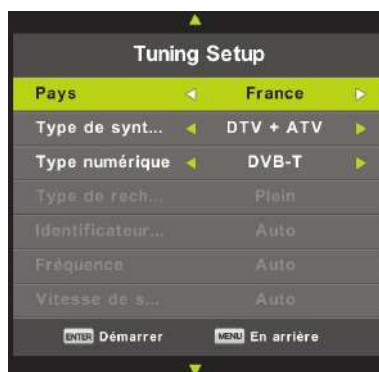 Tuning Setup
Pays France
Type de synt... DTV + ATV
Type numérique DVB-T
Type de rech... Plein
Identificateur... Auto
Fréquence Auto
Vitesse de s... Auto
ENTER Démarrer MENU En arrière